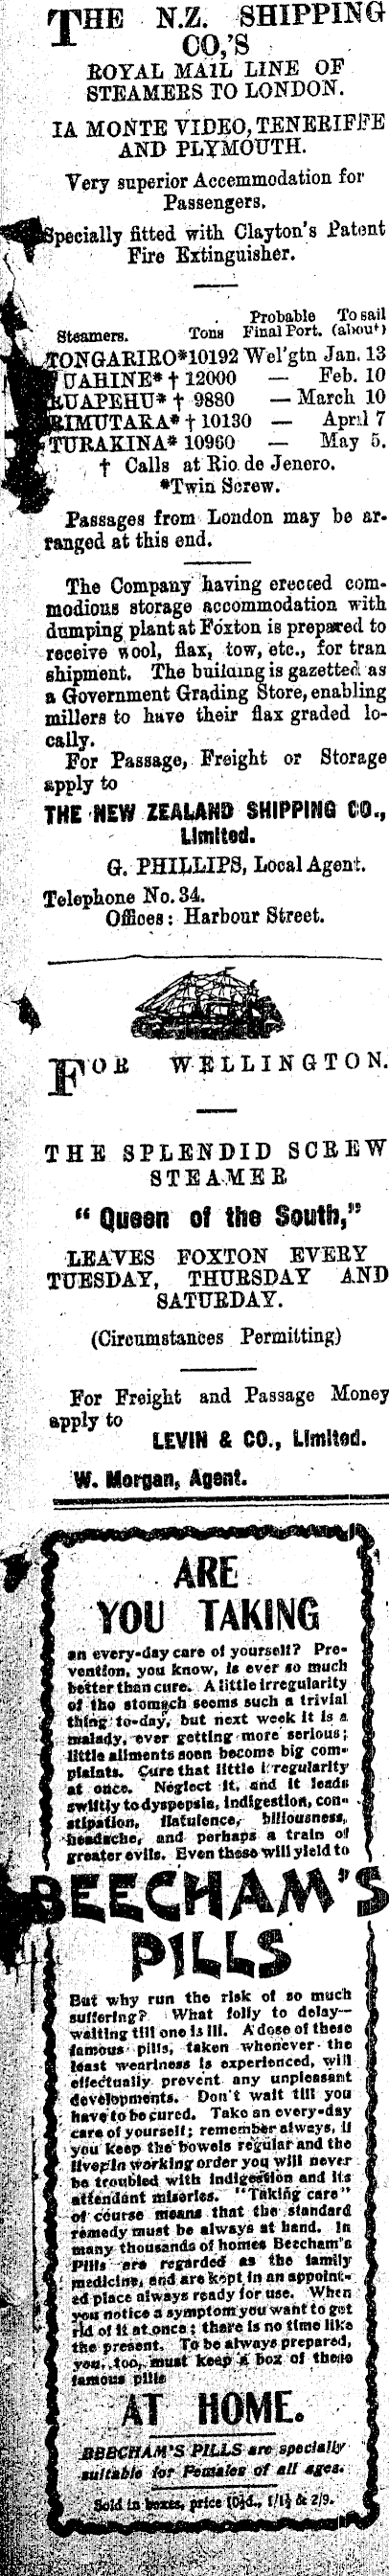 THE N.Z. SHIPPING
CO,'S
ROYAL MAIL LINE OF
STEAMERS TO LONDON.
IA MONTE VIDEO, TENERIFFE
AND PLYMOUTH.
Very superior Accommodation for
Passengers.
Specially fitted with Clayton's Patent
Fire Extinguisher.
Probable To sail
Steamers. Tons Final Port. (about)
TONGARIRO*10192 Wel'gtn Jan. 13
UAHINE* † 12000 — Feb. 10
RUAPEHU* † 9880 — March 10
RIMUTAKA* † 10130 — April 7
TURAKINA* 10960 — May 5.
† Calls at Rio de Jenero.
*Twin Screw.
Passages from London may be ar-
ranged at this end.
The Company having erected com-
modious storage accommodation with
dumping plant at Foxton is prepared to
receive wool, flax, tow, etc., for tran
shipment. The building is gazetted as
a Government Grading Store, enabling
millers to have their flax graded lo-
cally.
For Passage, Freight or Storage
apply to
THE NEW ZEALAND SHIPPING CO.,
Limited.
G. PHILLIPS, Local Agent.
Telephone No. 34.
Offices: Harbour Street.
FOR WELLINGTON.
THE SPLENDID SCREW
STEAMER
"Queen of the South,"
LEAVES FOXTON EVERY
TUESDAY, THURSDAY AND
SATURDAY.
(Circumstances Permitting)
For Freight and Passage Money
apply to
LEVIN & CO., Limited.
W. Morgan, Agent.
ARE
YOU TAKING
an every-day care of yourself? Pre-
vention, you know, is ever so much
better than cure. A little irregularity
of the stomach seems such a trivial
thing to-day, but next week it is a
malady, ever getting more serious;
little ailments soon become big com-
plaints. Cure that little irregularity
at once. Neglect it, and it leads
swiftly to dyspepsia, indigestion, con-
stipation, flatulence, biliousness,
headache, and perhaps a train of
greater evils. Even these will yield to
BEECHAM'S
PILLS
But why run the risk of so much
suffering? What folly to delay—
waiting till one is ill. A dose of these
famous pills, taken whenever the
least weariness is experienced, will
effectually prevent any unpleasant
developments. Don't wait till you
have to be cured. Take an every-day
care of yourself; remember always, if
you keep the bowels regular and the
liver in working order you will never
be troubled with indigestion and its
attendant miseries. "Taking care"
of course means that the standard
remedy must be always at hand. In
many thousands of homes Beecham's
Pills are regarded as the family
medicine, and are kept in an appoint-
ed place always ready for use. When
you notice a symptom you want to get
rid of it at once; there is no time like
the present. To be always prepared,
you, too, must keep a box of these
famous pills
AT HOME.
BEECHAM'S PILLS are specially
suitable for Females of all ages.
Sold in boxes, price 10½d., 1/1½ & 2/9.